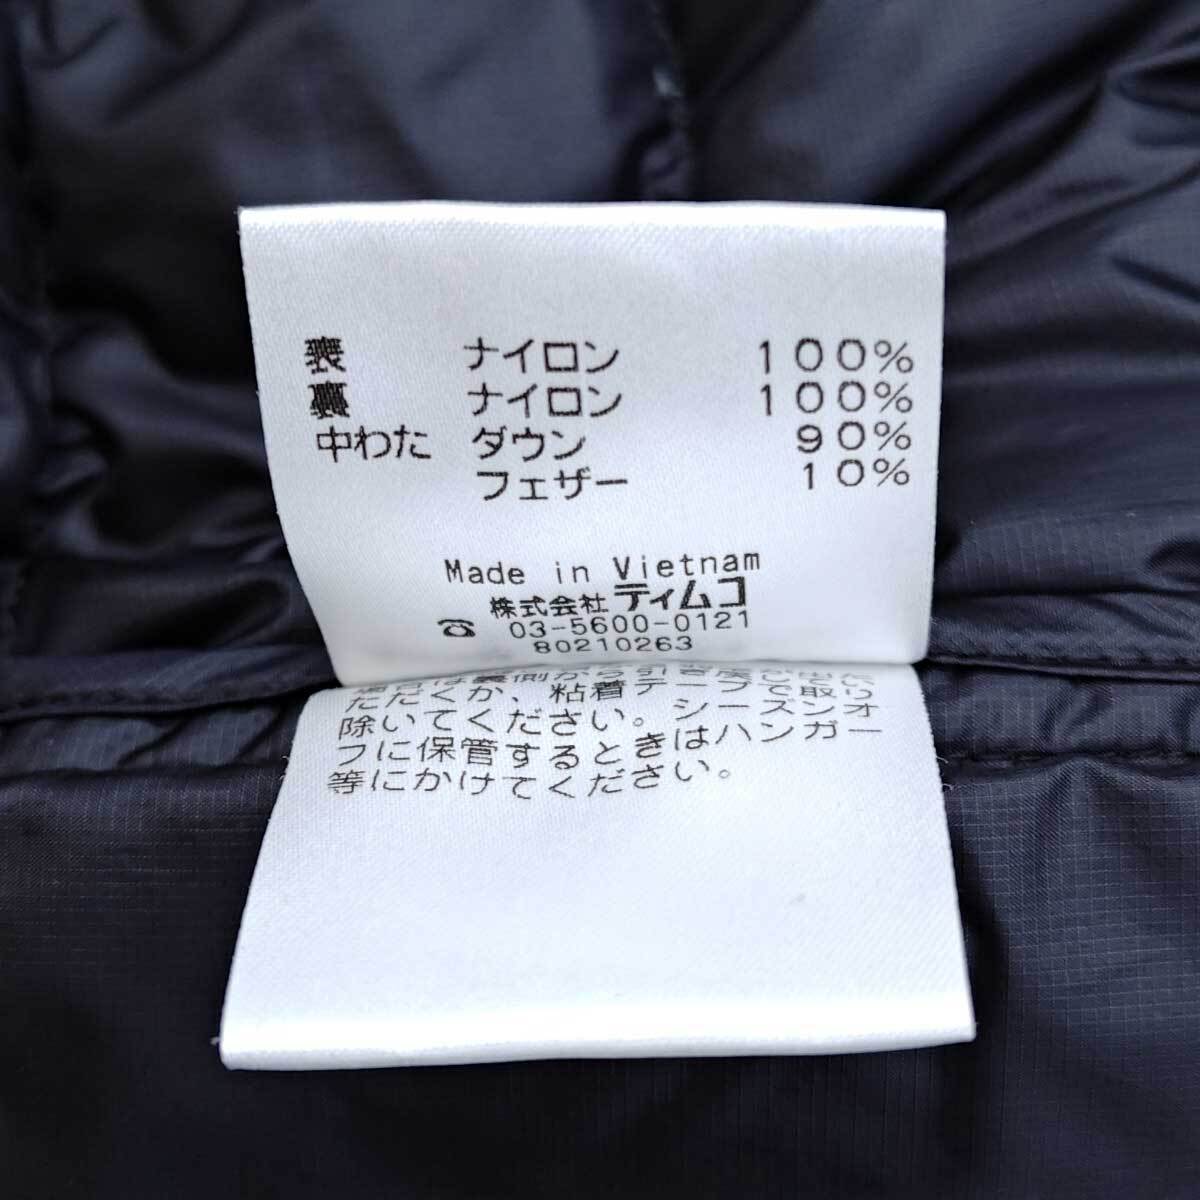 表 ナイロン 100%
裏 ナイロン 100%
中わた ダウン 90%
フェザー 10%
Made in Vietnam
株式会社 ティムコ
☎ 03-5600-0121
80210263
ただくか、粘着テープで取り
除いてください。シーズンオ
フに保管するときはハンガー
等にかけてください。